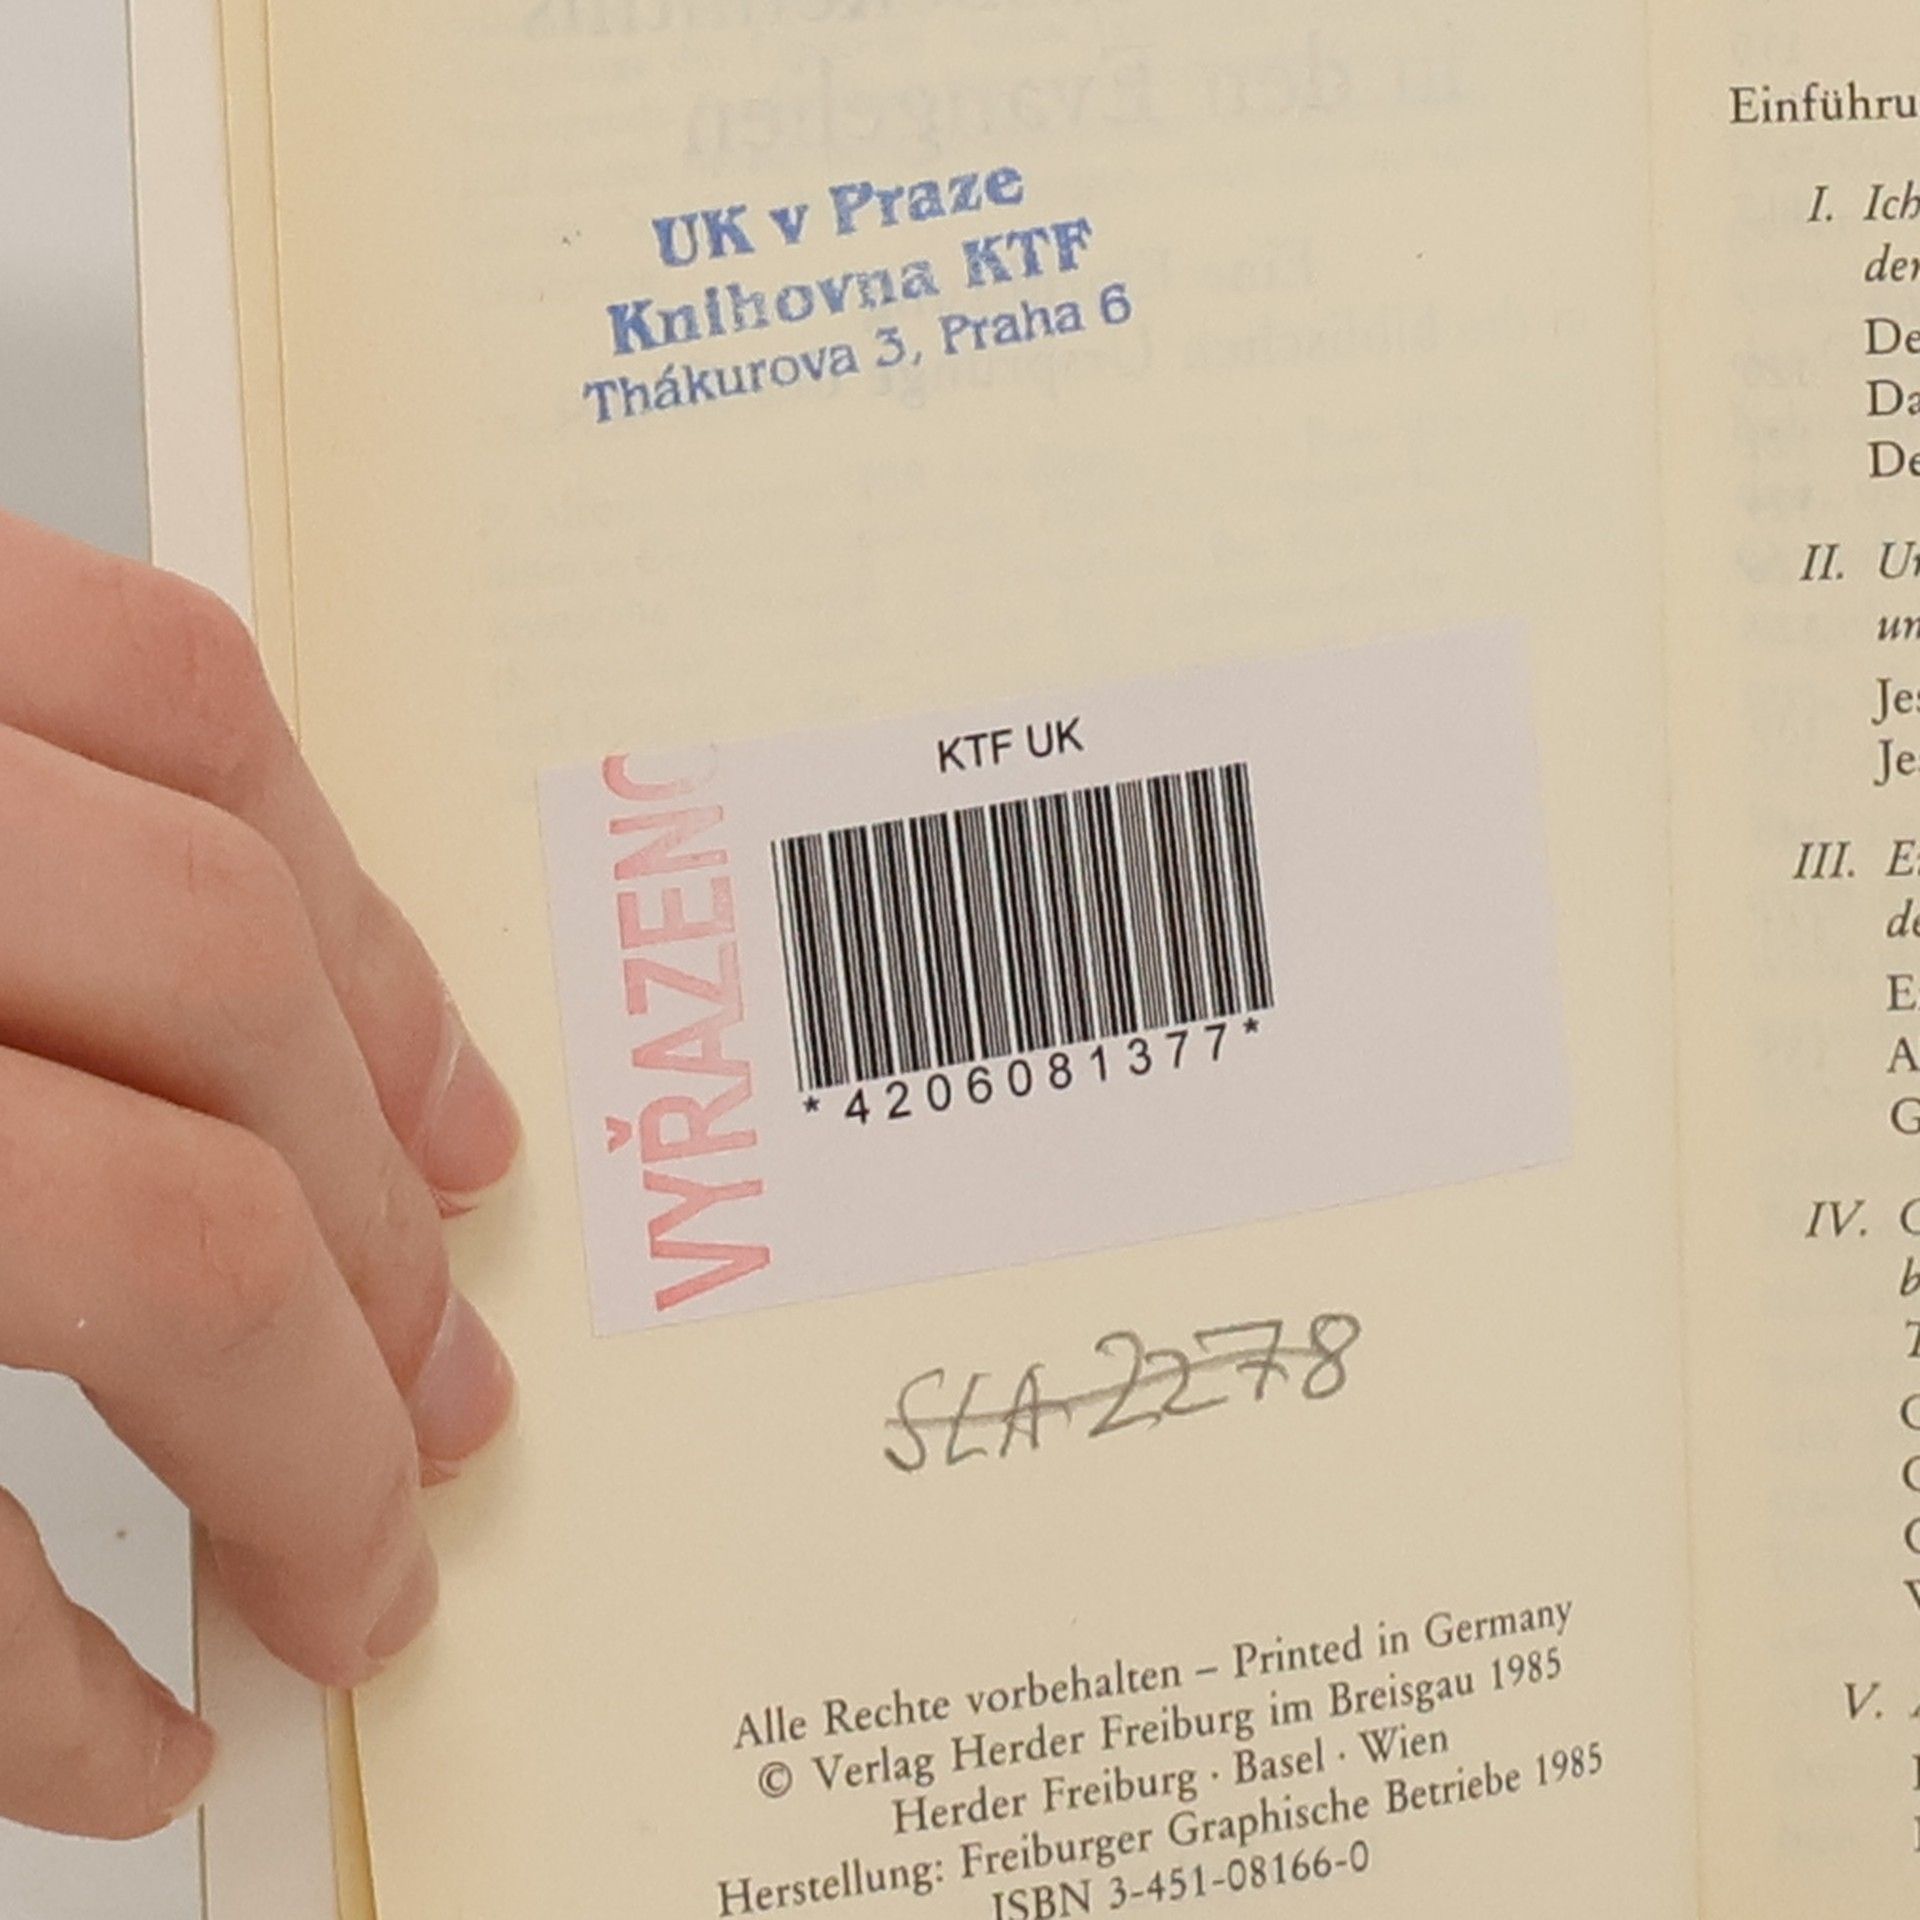 UK v Praze
Knihovna KTF
Thákurova 3, Praha 6
KTF UK
VYŘAZENO
*4206081377*
SLA 2278
Alle Rechte vorbehalten – Printed in Germany
© Verlag Herder Freiburg im Breisgau 1985
Herder Freiburg · Basel · Wien
Herstellung: Freiburger Graphische Betriebe 1985
ISBN 3-451-08166-0
I. Ich
II.
III.
IV.
V.